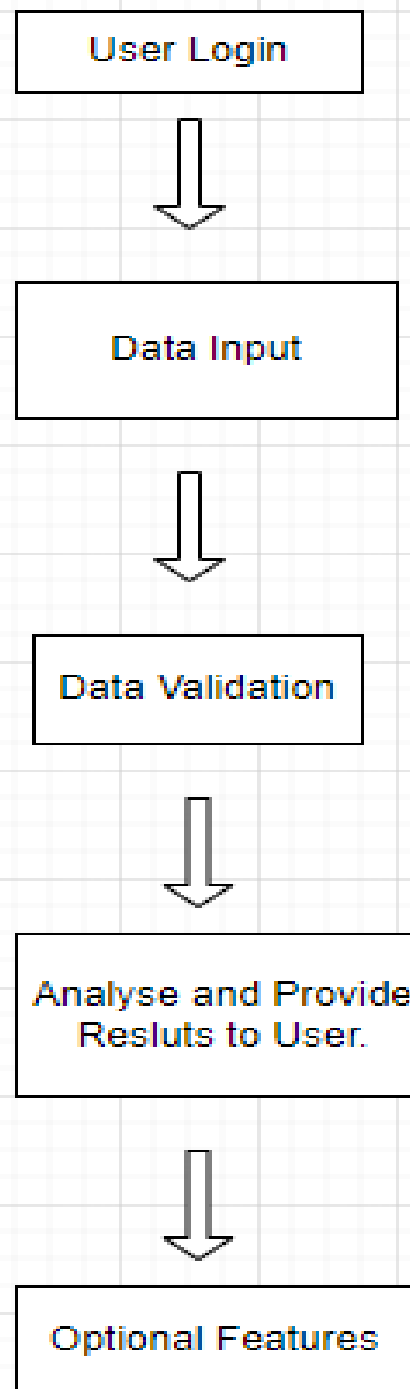 User Login
Data Input
Data Validation
Analyse and Provide
Resluts to User.
Optional Features